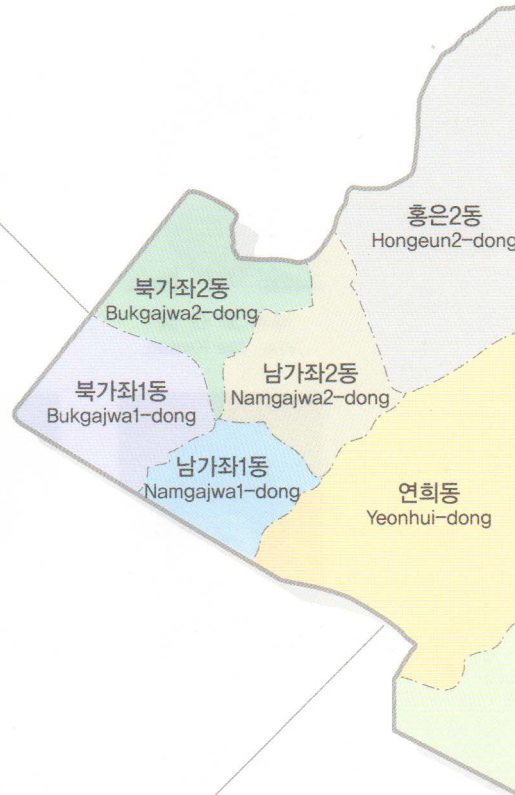 홍은2동
Hongeun2-dong
북가좌2동
Bukgajwa2-dong
남가좌2동
Namgajwa2-dong
북가좌1동
Bukgajwa1-dong
남가좌1동
Namgajwa1-dong
연희동
Yeonhui-dong